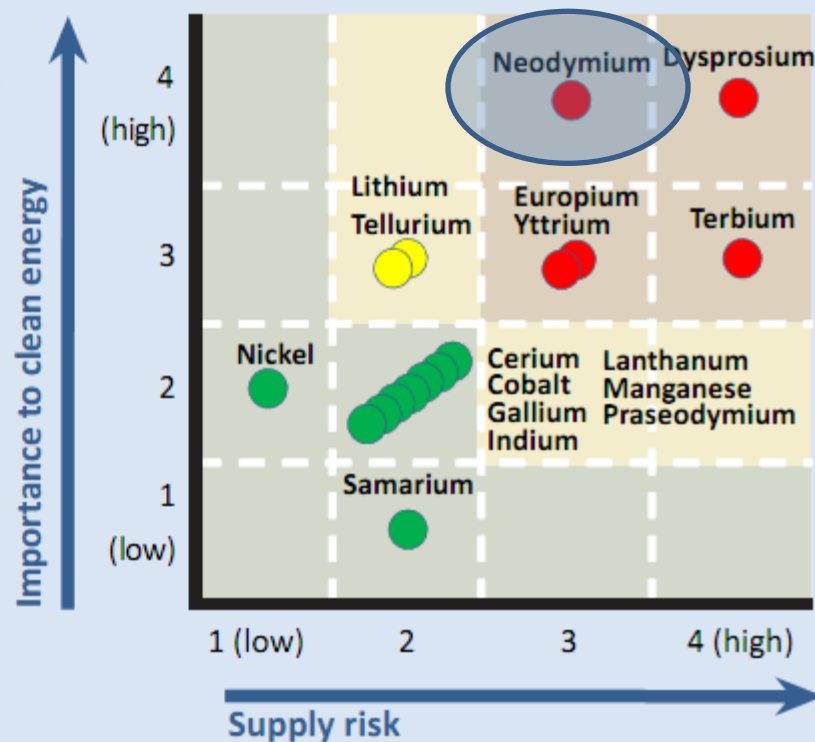 Importance to clean energy
4
(high)
3
2
1
(low)
Neodymium
Dysprosium
Lithium
Tellurium
Europium
Yttrium
Terbium
Nickel
Cerium
Cobalt
Gallium
Indium
Lanthanum
Manganese
Praseodymium
Samarium
1 (low)
2
3
4 (high)
Supply risk